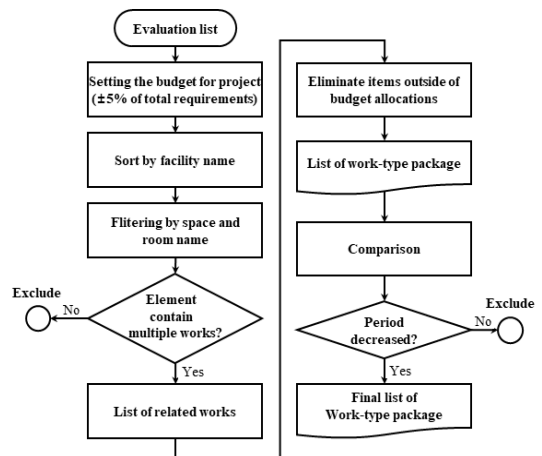 Evaluation list
Setting the budget for project
(±5% of total requirements)
Sort by facility name
Flitering by space and
room name
Exclude
No
Element
contain
multiple works?
Yes
List of related works
Eliminate items outside of
budget allocations
List of work-type package
Comparison
Exclude
Period
decreased?
No
Yes
Final list of
Work-type package